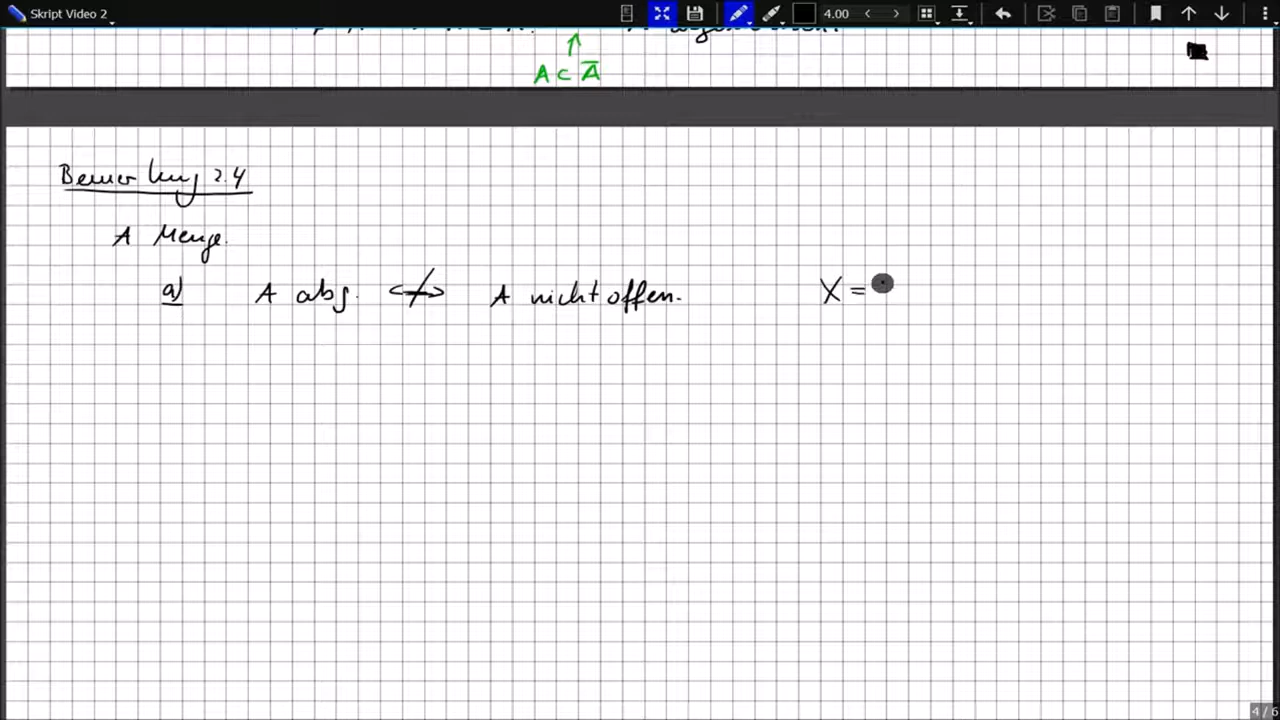 Skript Video 2
4.00
A ⊂ A̅
Bemerkung 2.4
A Menge.
a) A abg. ⇎ A nicht offen. X =
4 / 6